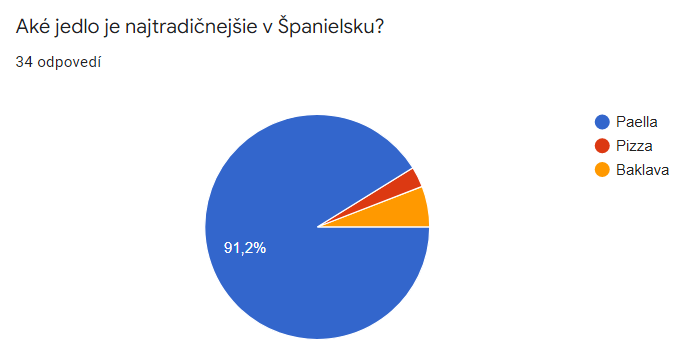 Aké jedlo je najtradičnejšie v Španielsku?
34 odpovedí
Paella
Pizza
Baklava
91,2%